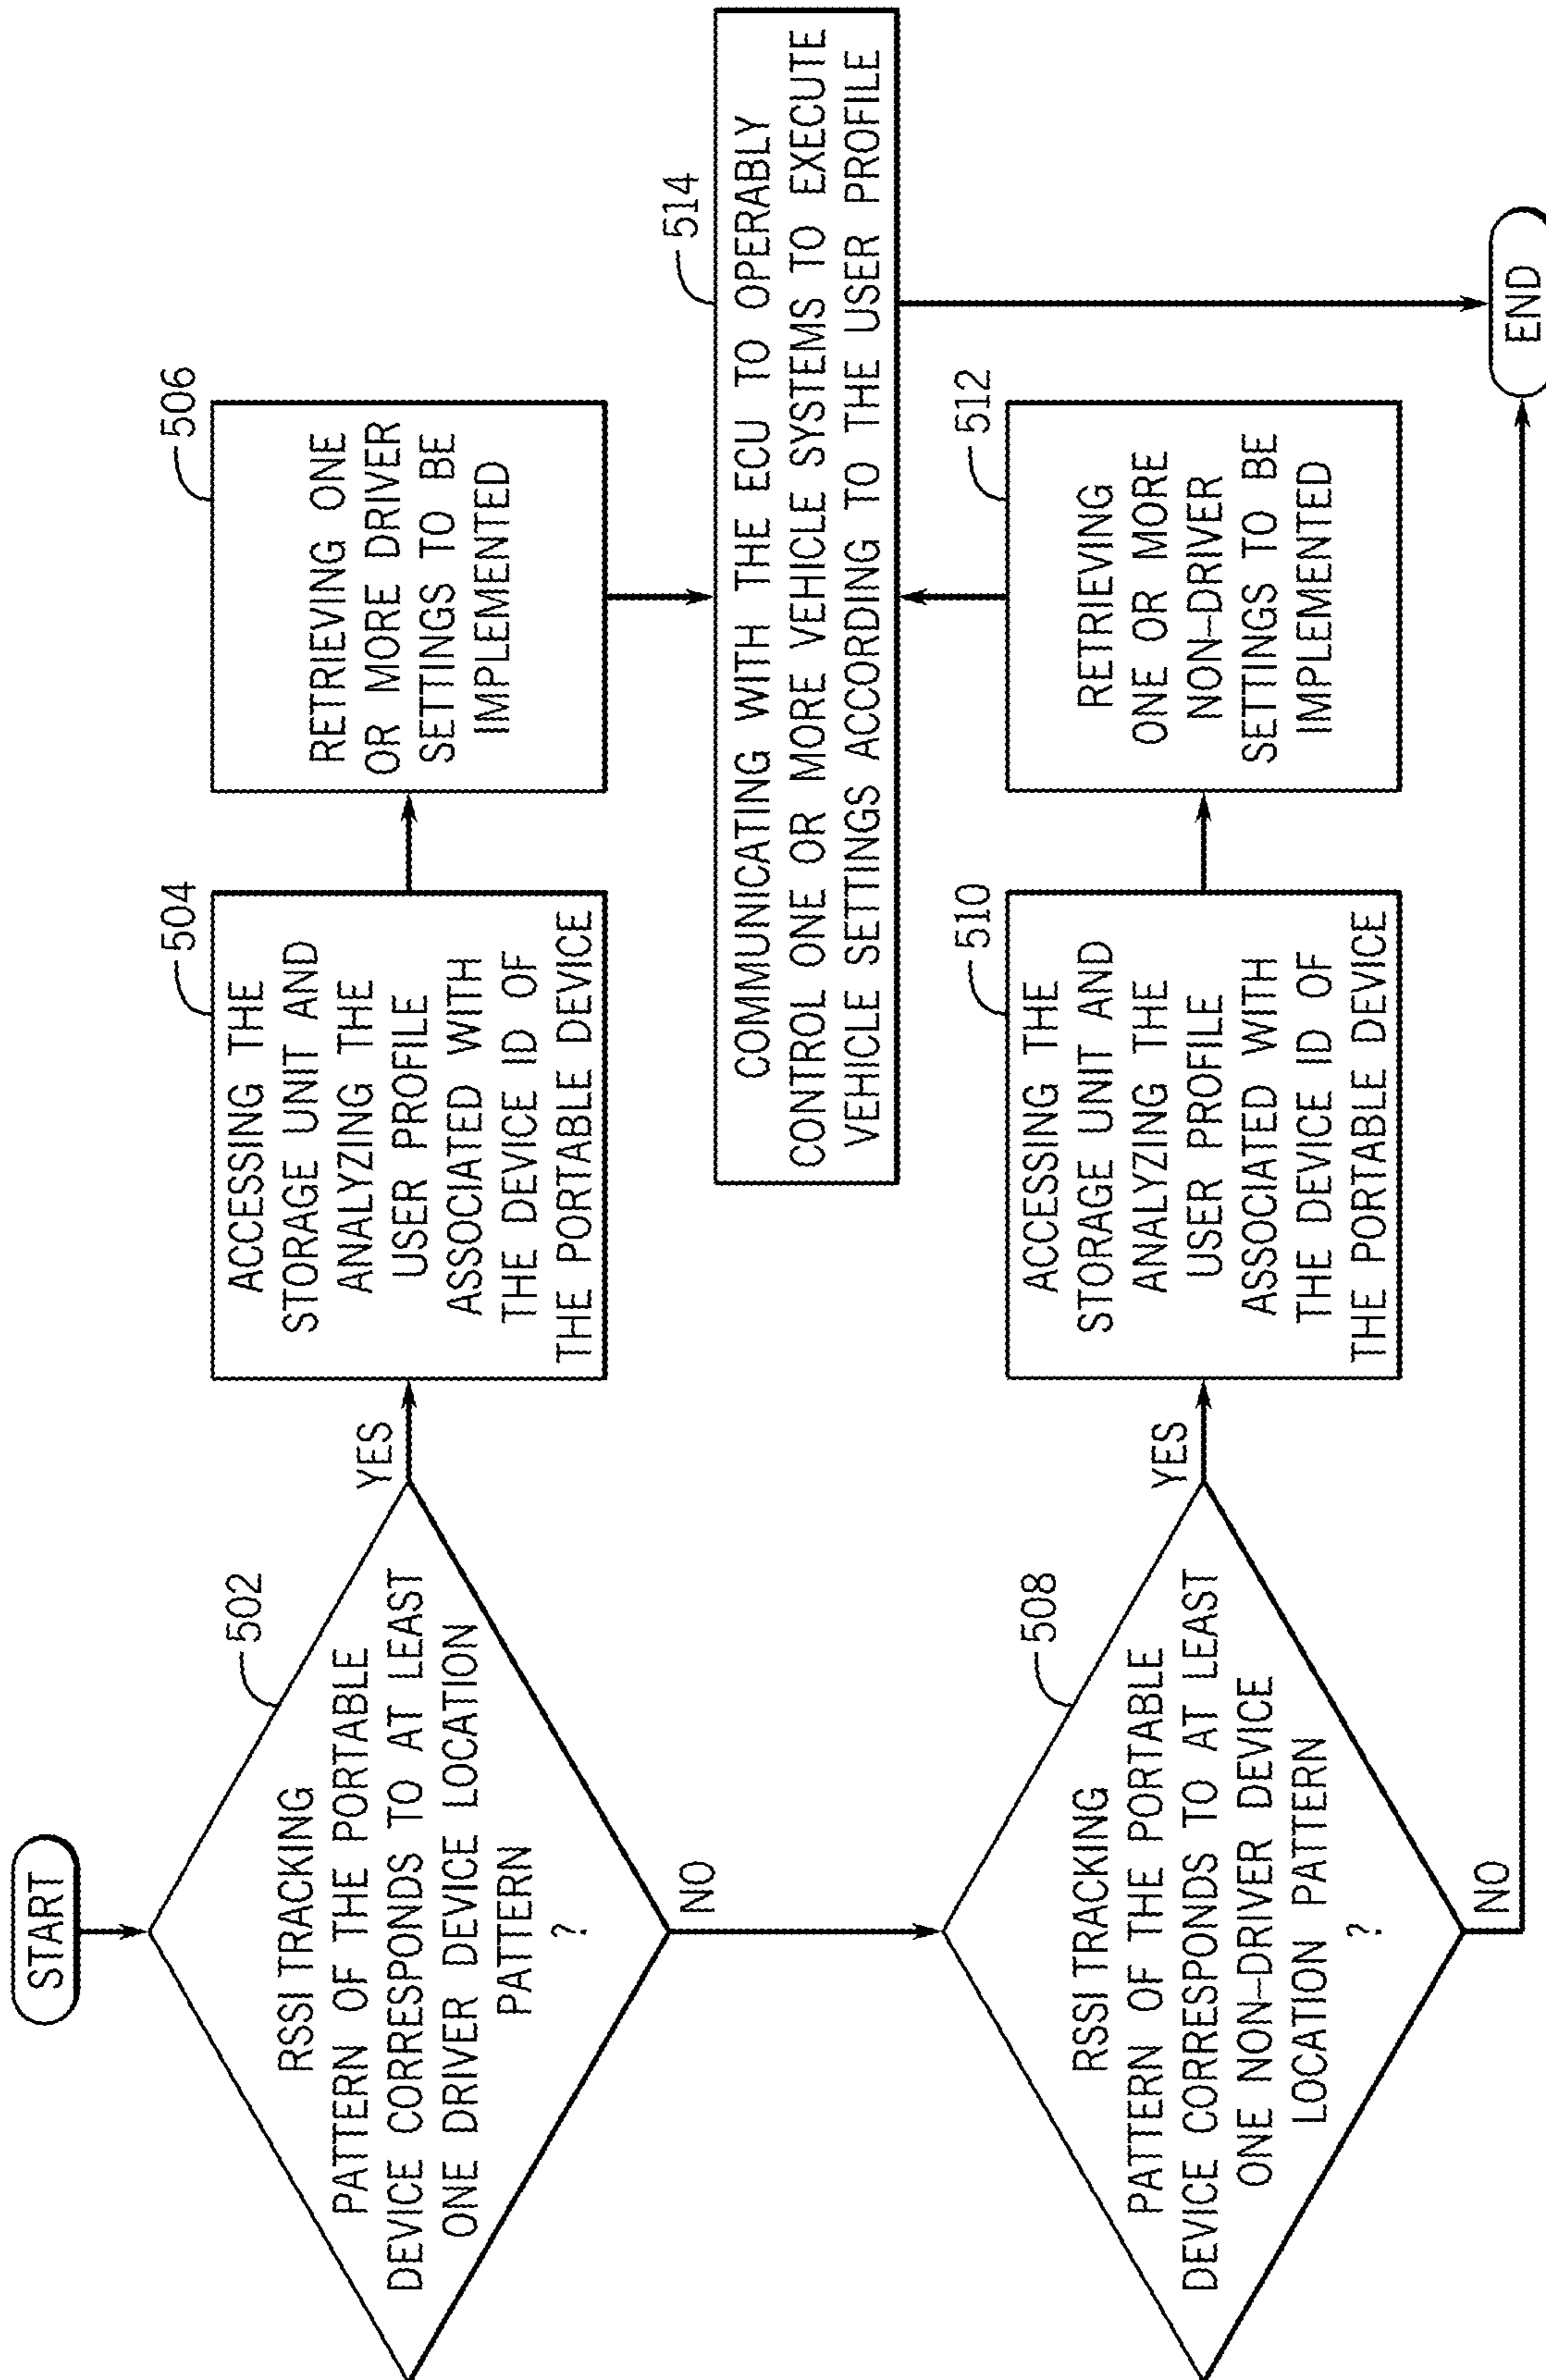 START
502
RSSI TRACKING
PATTERN OF THE PORTABLE
DEVICE CORRESPONDS TO AT LEAST
ONE DRIVER DEVICE LOCATION
PATTERN
?
YES
NO
504
ACCESSING THE
STORAGE UNIT AND
ANALYZING THE
USER PROFILE
ASSOCIATED WITH
THE DEVICE ID OF
THE PORTABLE DEVICE
506
RETRIEVING ONE
OR MORE DRIVER
SETTINGS TO BE
IMPLEMENTED
514
COMMUNICATING WITH THE ECU TO OPERABLY
CONTROL ONE OR MORE VEHICLE SYSTEMS TO EXECUTE
VEHICLE SETTINGS ACCORDING TO THE USER PROFILE
508
RSSI TRACKING
PATTERN OF THE PORTABLE
DEVICE CORRESPONDS TO AT LEAST
ONE NON-DRIVER DEVICE
LOCATION PATTERN
?
YES
NO
510
ACCESSING THE
STORAGE UNIT AND
ANALYZING THE
USER PROFILE
ASSOCIATED WITH
THE DEVICE ID OF
THE PORTABLE DEVICE
512
RETRIEVING
ONE OR MORE
NON-DRIVER
SETTINGS TO BE
IMPLEMENTED
END